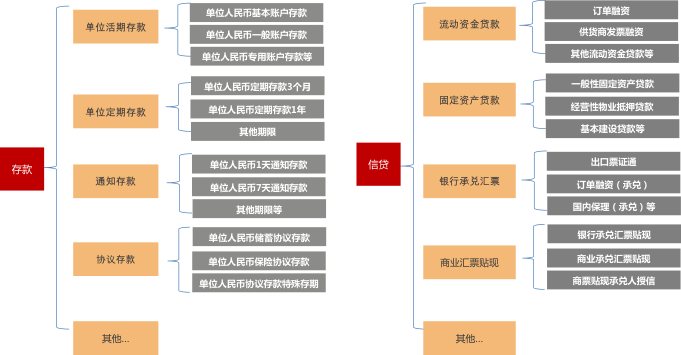 存款
单位活期存款
单位人民币基本账户存款
单位人民币一般账户存款
单位人民币专用账户存款等
单位定期存款
单位人民币定期存款3个月
单位人民币定期存款1年
其他期限
通知存款
单位人民币1天通知存款
单位人民币7天通知存款
其他期限等
协议存款
单位人民币储蓄协议存款
单位人民币保险协议存款
单位人民币协议存款特殊存期
其他...
信贷
流动资金贷款
订单融资
供货商发票融资
其他流动资金贷款等
固定资产贷款
一般性固定资产贷款
经营性物业抵押贷款
基本建设贷款等
银行承兑汇票
出口票证通
订单融资（承兑）
国内保理（承兑）等
商业汇票贴现
银行承兑汇票贴现
商业承兑汇票贴现
商票贴现承兑人授信
其他...